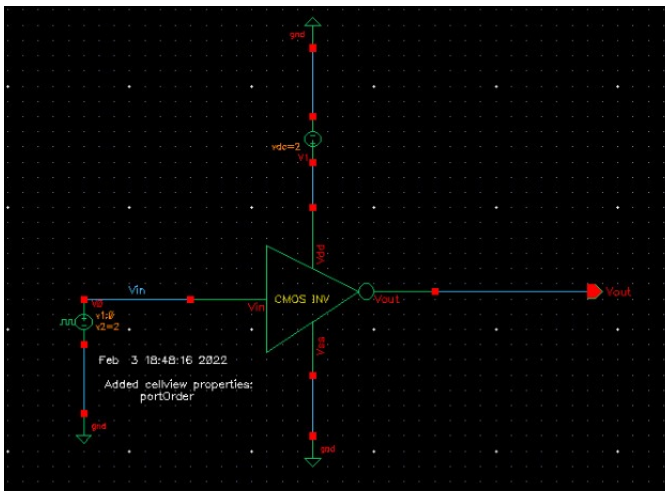 gnd
vdc=2
V1
Vdd
Vin
V0
v1:0
v2=2
Vin
CMOS INV
Vout
Vout
Vss
Feb 3 18:48:16 2022
Added cellview properties:
portOrder
gnd
gnd